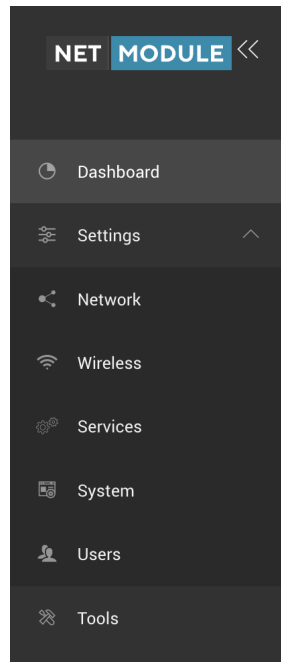 NET MODULE
Dashboard
Settings
Network
Wireless
Services
System
Users
Tools